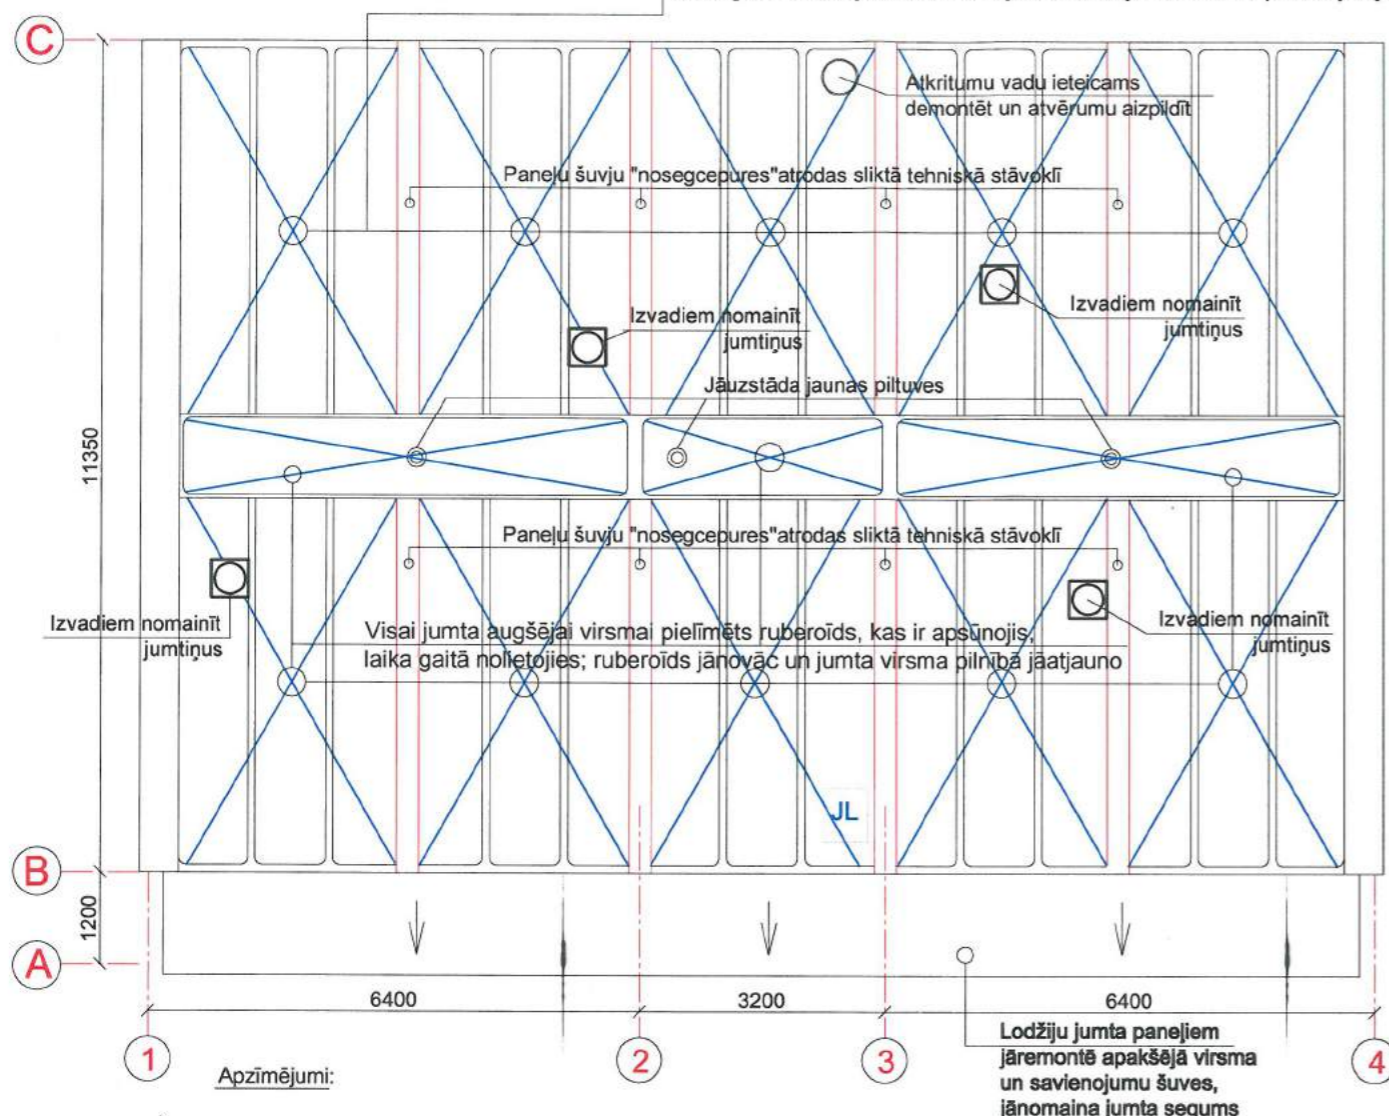 C
Atkritumu vadu ieteicams
demontēt un atvērumu aizpildīt
Paneļu šuvju "nosegcepures"atrodas sliktā tehniskā stāvoklī
Izvadiem nomainīt
jumtiņus
Izvadiem nomainīt
jumtiņus
Jāuzstāda jaunas piltuves
11350
Paneļu šuvju "nosegcepures"atrodas sliktā tehniskā stāvoklī
Izvadiem nomainīt
jumtiņus
Visai jumta augšējai virsmai pielīmēts ruberoīds, kas ir apsūnojis,
laika gaitā nolietojies; ruberoīds jānovāc un jumta virsma pilnībā jāatjauno
Izvadiem nomainīt
jumtiņus
JL
B
1200
A
6400
3200
6400
1
2
3
4
Lodžiju jumta paneļiem
jāremontē apakšējā virsma
un savienojumu šuves,
jānomaina jumta segums
Apzīmējumi: